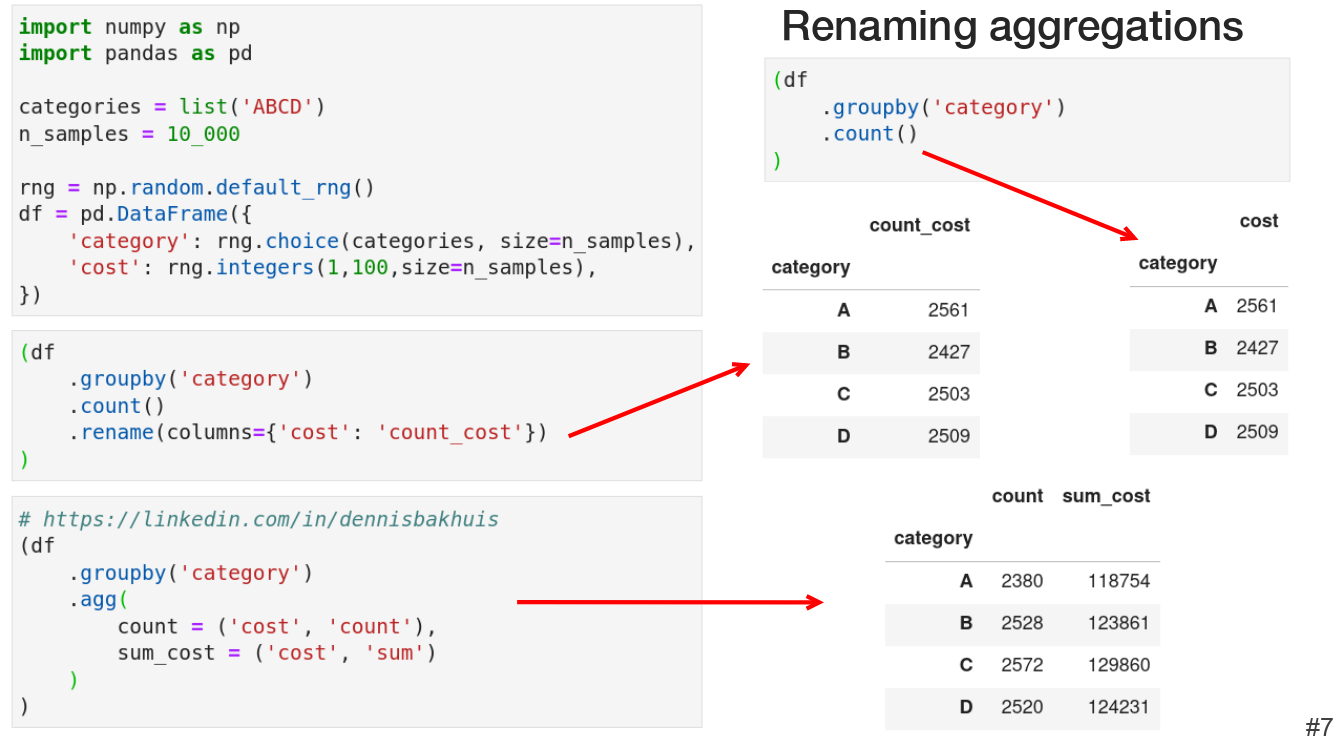 import numpy as np
import pandas as pd
categories = list('ABCD')
n_samples = 10_000
rng = np.random.default_rng()
df = pd.DataFrame({
    'category': rng.choice(categories, size=n_samples),
    'cost': rng.integers(1,100,size=n_samples),
})
(df
    .groupby('category')
    .count()
    .rename(columns={'cost': 'count_cost'})
)
# https://linkedin.com/in/dennisbakhuis
(df
    .groupby('category')
    .agg(
        count = ('cost', 'count'),
        sum_cost = ('cost', 'sum')
    )
)
Renaming aggregations
(df
    .groupby('category')
    .count()
)
count_cost
category
A 2561
B 2427
C 2503
D 2509
cost
category
A 2561
B 2427
C 2503
D 2509
count sum_cost
category
A 2380 118754
B 2528 123861
C 2572 129860
D 2520 124231
#7